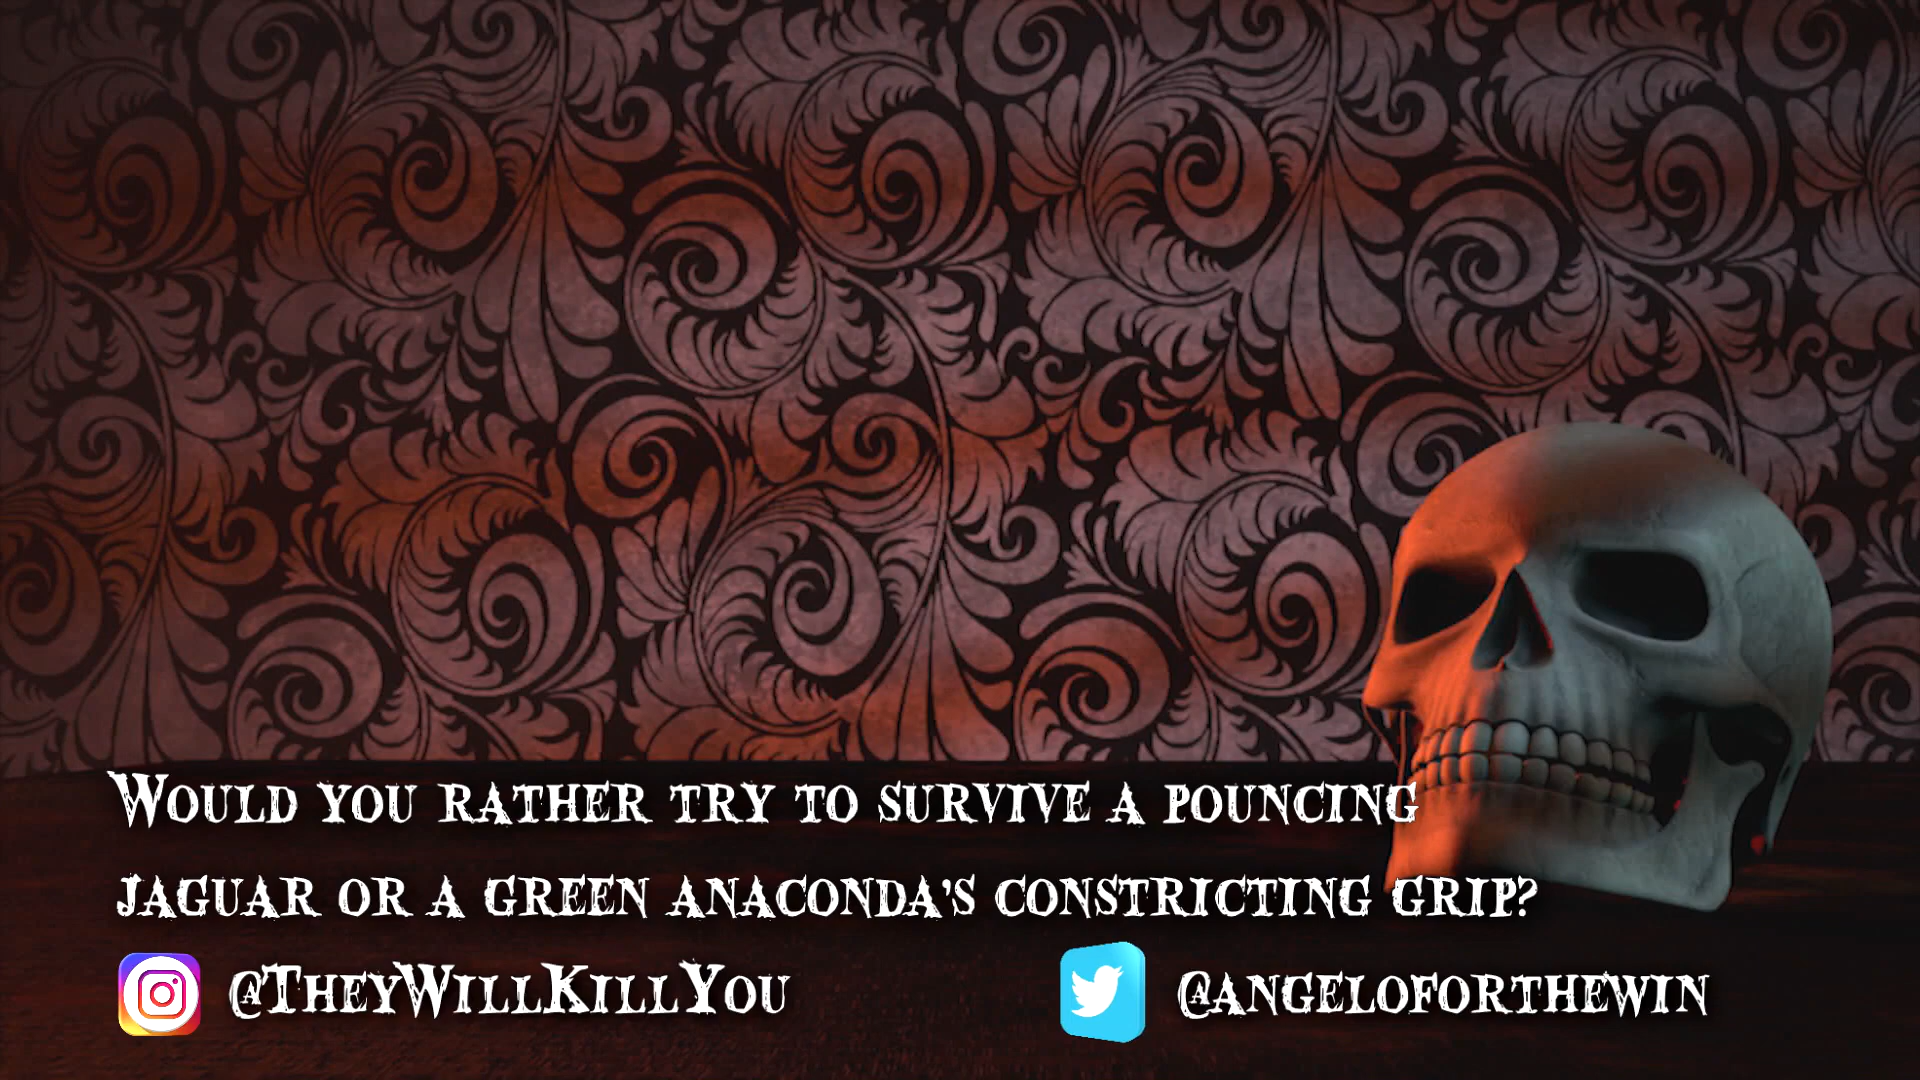 Would you rather try to survive a pouncing
jaguar or a green anaconda's constricting grip?
@TheyWillKillYou
@angeloforthewin